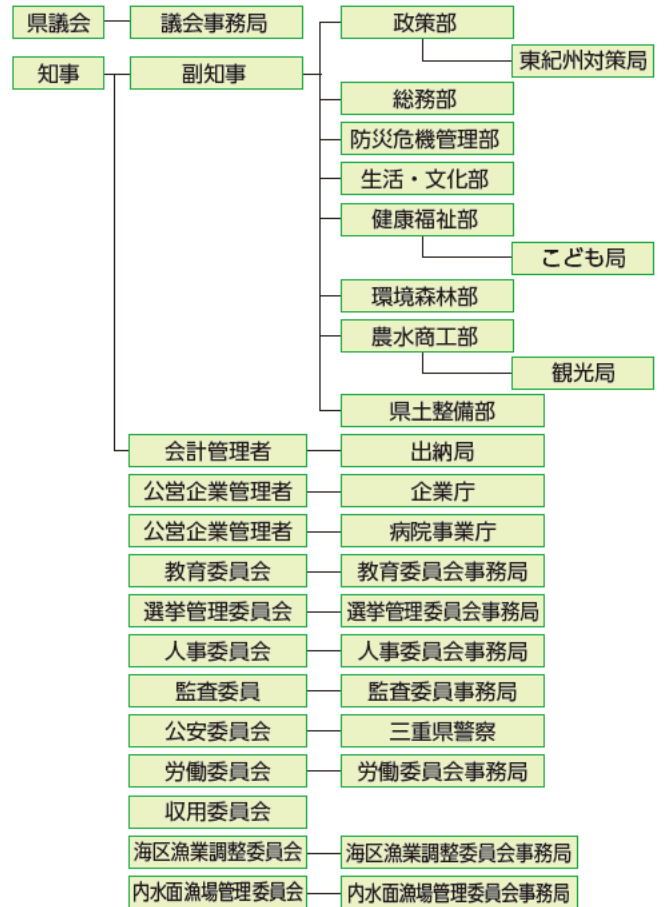 県議会
議会事務局
知事
副知事
政策部
東紀州対策局
総務部
防災危機管理部
生活・文化部
健康福祉部
こども局
環境森林部
農水商工部
観光局
県土整備部
会計管理者
出納局
公営企業管理者
企業庁
公営企業管理者
病院事業庁
教育委員会
教育委員会事務局
選挙管理委員会
選挙管理委員会事務局
人事委員会
人事委員会事務局
監査委員
監査委員事務局
公安委員会
三重県警察
労働委員会
労働委員会事務局
収用委員会
海区漁業調整委員会
海区漁業調整委員会事務局
内水面漁場管理委員会
内水面漁場管理委員会事務局